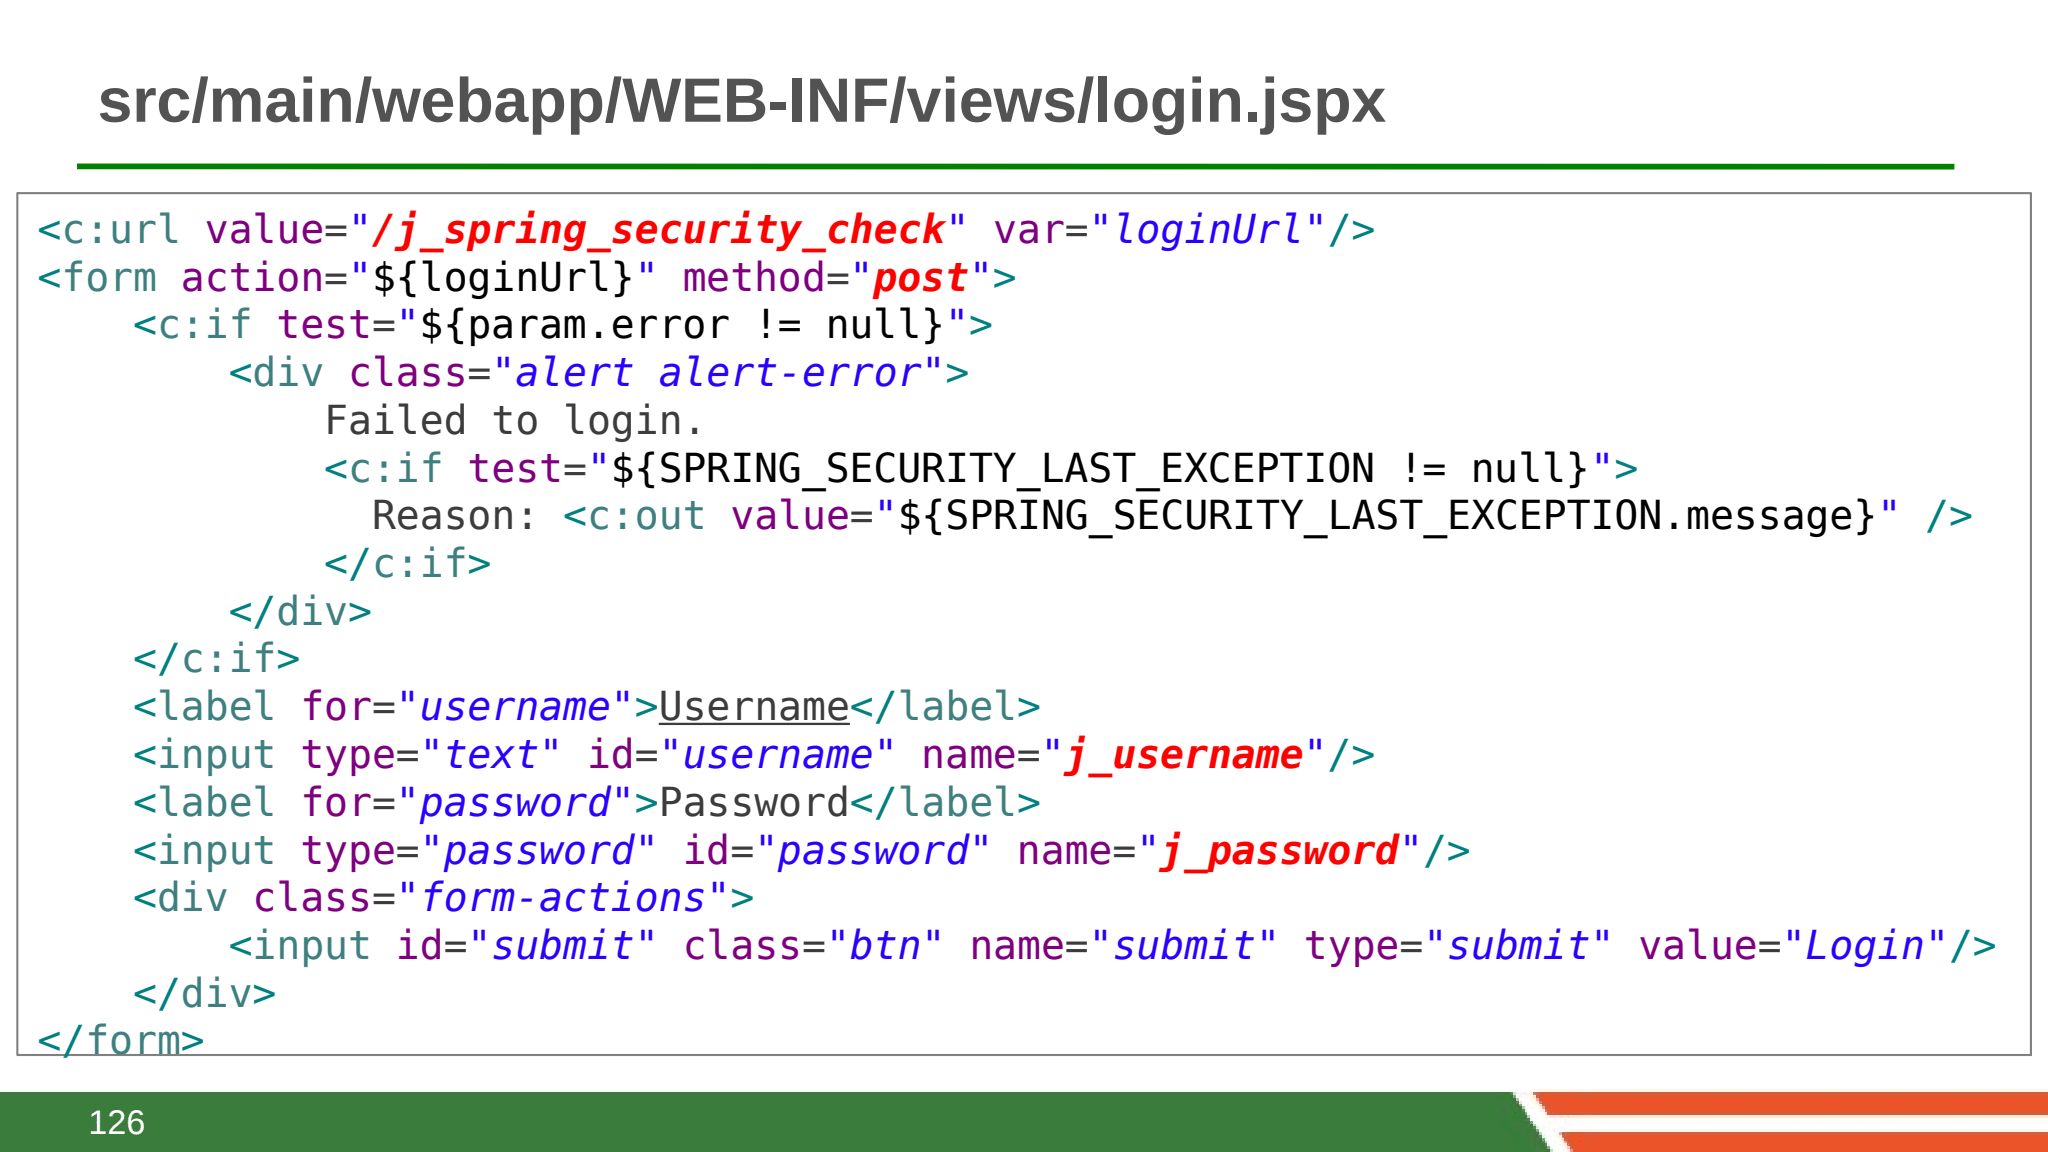 src/main/webapp/WEB-INF/views/login.jspx
<c:url value="/j_spring_security_check" var="loginUrl"/>
<form action="${loginUrl}" method="post">
    <c:if test="${param.error != null}">
        <div class="alert alert-error">
            Failed to login.
            <c:if test="${SPRING_SECURITY_LAST_EXCEPTION != null}">
              Reason: <c:out value="${SPRING_SECURITY_LAST_EXCEPTION.message}" />
            </c:if>
        </div>
    </c:if>
    <label for="username">Username</label>
    <input type="text" id="username" name="j_username"/>
    <label for="password">Password</label>
    <input type="password" id="password" name="j_password"/>
    <div class="form-actions">
        <input id="submit" class="btn" name="submit" type="submit" value="Login"/>
    </div>
</form>
126